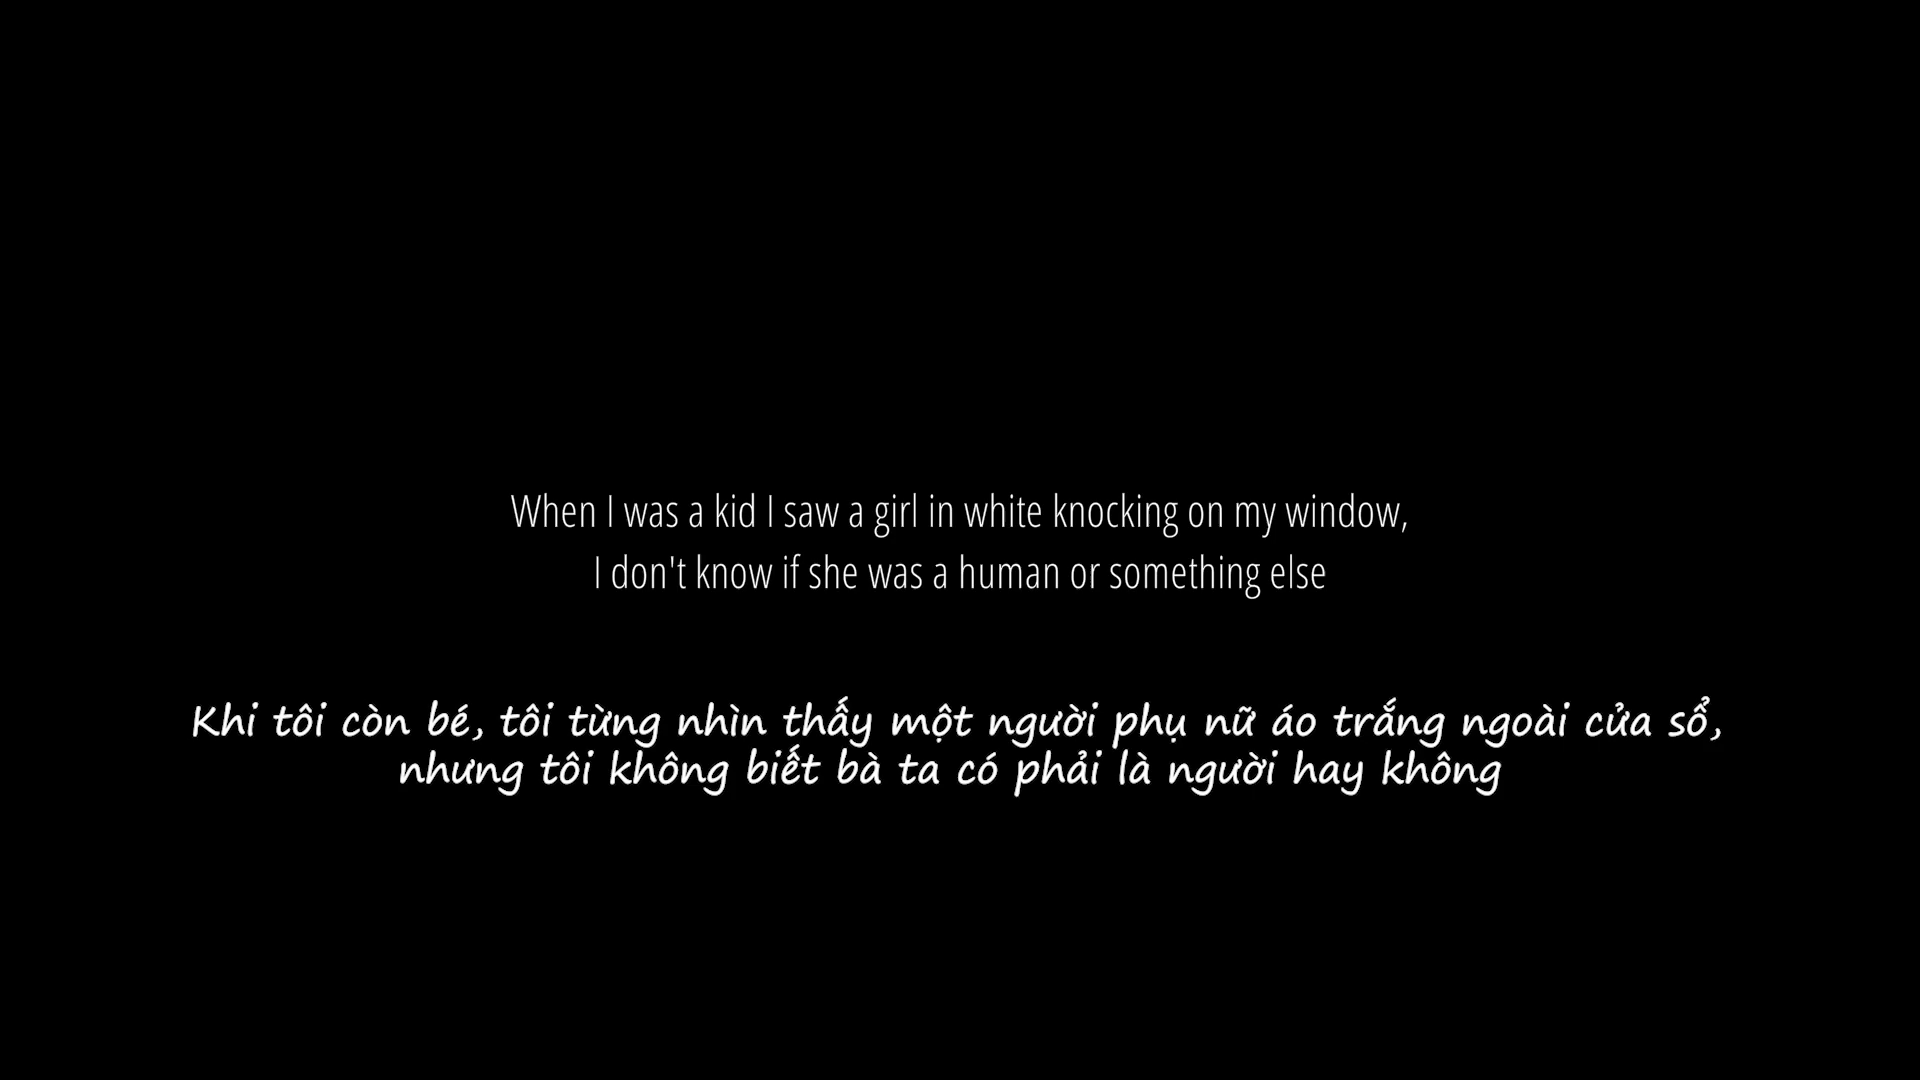 When I was a kid I saw a girl in white knocking on my window,
I don't know if she was a human or something else
Khi tôi còn bé, tôi từng nhìn thấy một người phụ nữ áo trắng ngoài cửa sổ,
nhưng tôi không biết bà ta có phải là người hay không